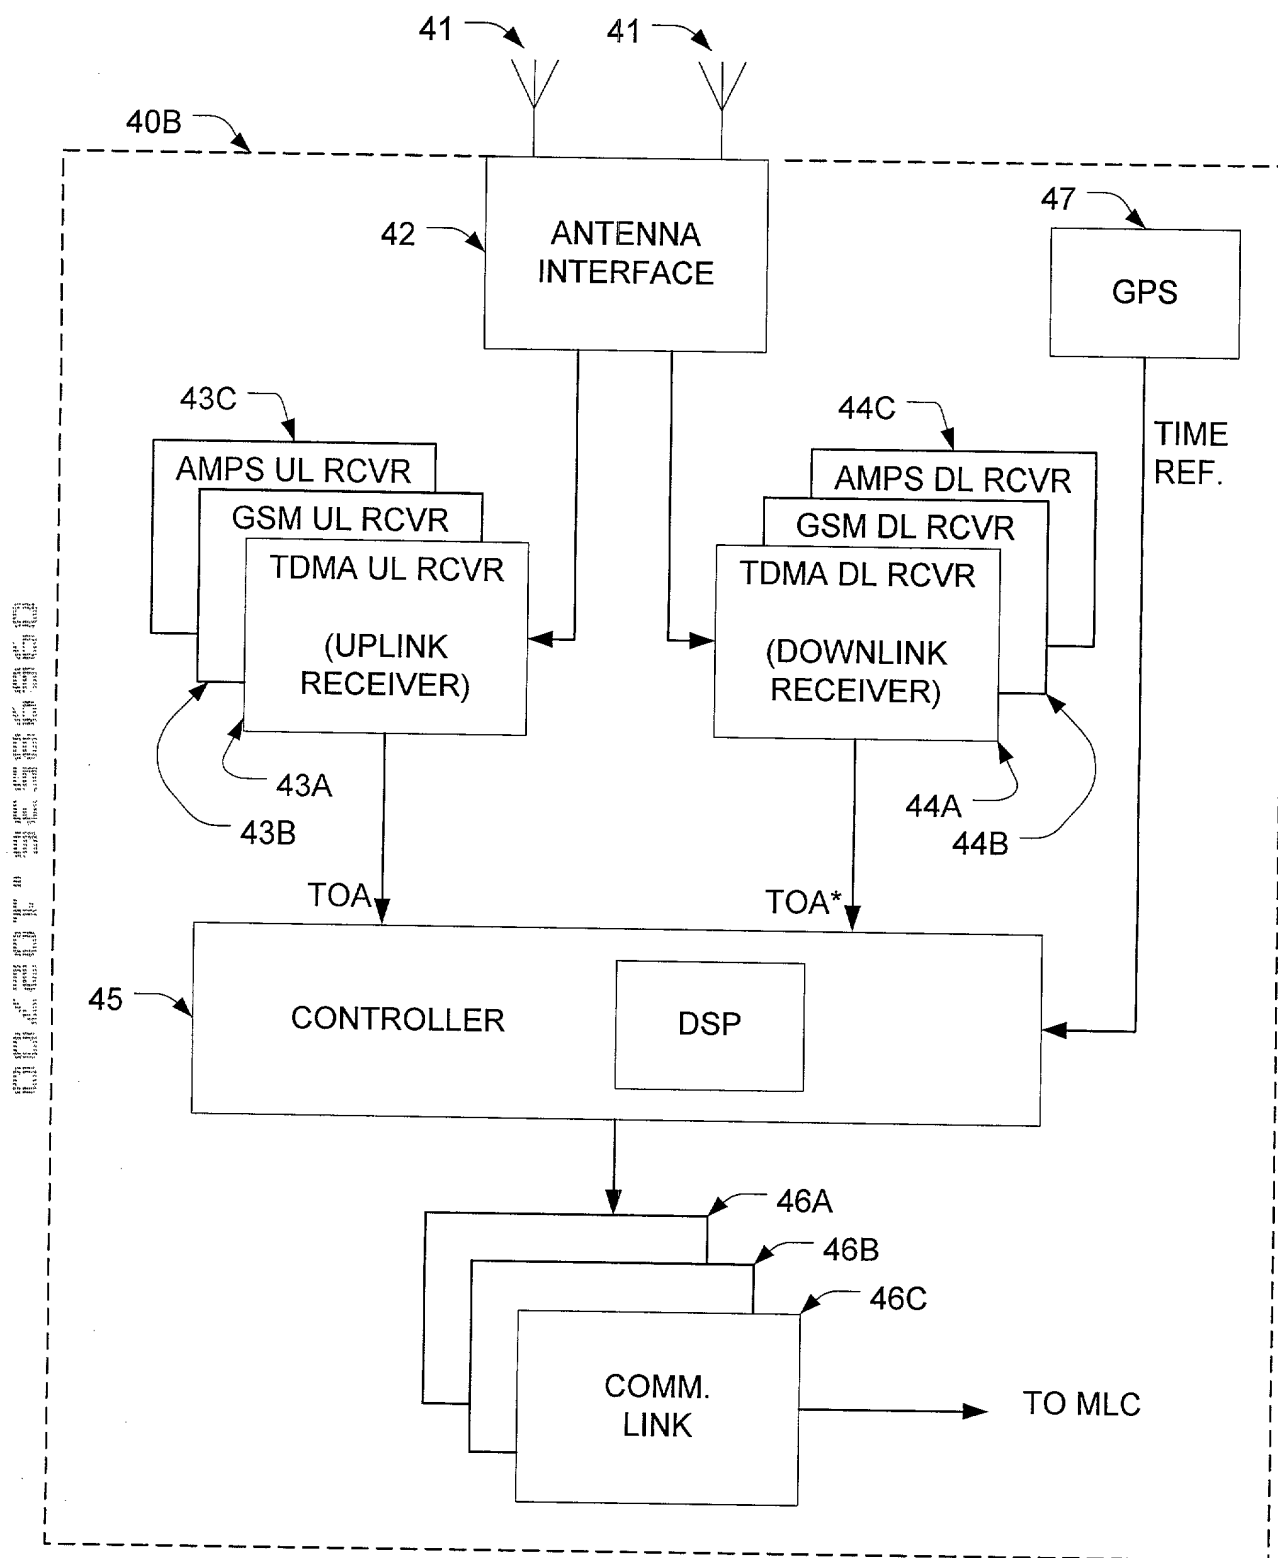 41
41
40B
42
ANTENNA
INTERFACE
47
GPS
43C
44C
TIME
REF.
AMPS UL RCVR
GSM UL RCVR
TDMA UL RCVR
(UPLINK
RECEIVER)
AMPS DL RCVR
GSM DL RCVR
TDMA DL RCVR
(DOWNLINK
RECEIVER)
43A
43B
44A
44B
TOA
TOA*
45
CONTROLLER
DSP
46A
46B
46C
COMM.
LINK
TO MLC